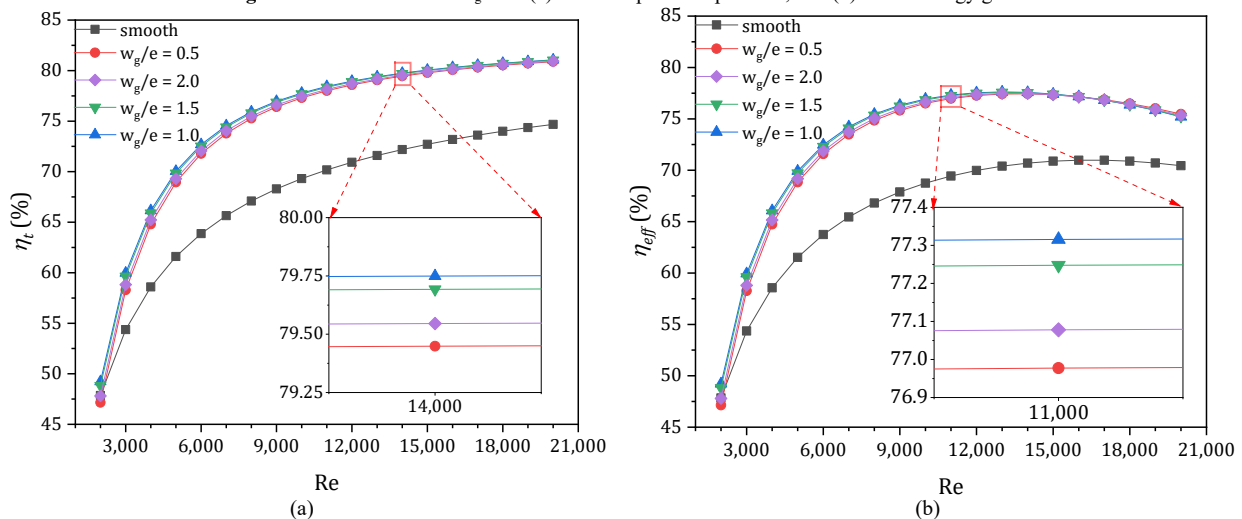 smooth
w_g/e = 0.5
w_g/e = 2.0
w_g/e = 1.5
w_g/e = 1.0
85
80
75
70
65
60
55
50
45
η_t (%)
80.00
79.75
79.50
79.25
14,000
3,000 6,000 9,000 12,000 15,000 18,000 21,000
Re
(a)
smooth
w_g/e = 0.5
w_g/e = 2.0
w_g/e = 1.5
w_g/e = 1.0
85
80
75
70
65
60
55
50
45
η_eff (%)
77.4
77.3
77.2
77.1
77.0
76.9
11,000
3,000 6,000 9,000 12,000 15,000 18,000 21,000
Re
(b)